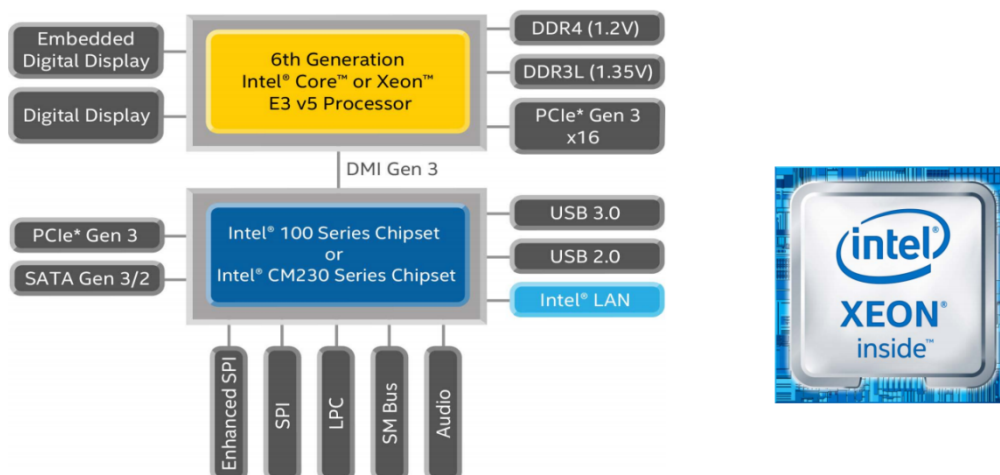 Embedded
Digital Display
Digital Display
6th Generation
Intel® Core™ or Xeon™
E3 v5 Processor
DDR4 (1.2V)
DDR3L (1.35V)
PCIe* Gen 3
x16
DMI Gen 3
PCIe* Gen 3
SATA Gen 3/2
Intel® 100 Series Chipset
or
Intel® CM230 Series Chipset
USB 3.0
USB 2.0
Intel® LAN
Enhanced SPI
SPI
LPC
SM Bus
Audio
intel®
XEON®
inside™